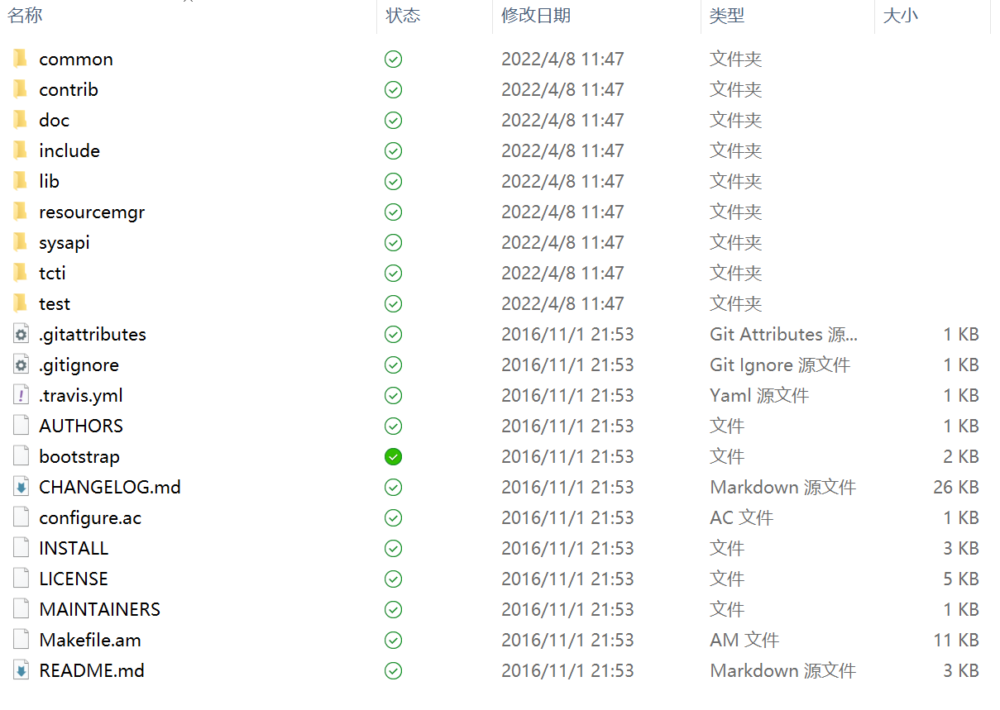 名称 状态 修改日期 类型 大小
common 2022/4/8 11:47 文件夹
contrib 2022/4/8 11:47 文件夹
doc 2022/4/8 11:47 文件夹
include 2022/4/8 11:47 文件夹
lib 2022/4/8 11:47 文件夹
resourcemgr 2022/4/8 11:47 文件夹
sysapi 2022/4/8 11:47 文件夹
tcti 2022/4/8 11:47 文件夹
test 2022/4/8 11:47 文件夹
.gitattributes 2016/11/1 21:53 Git Attributes 源... 1 KB
.gitignore 2016/11/1 21:53 Git Ignore 源文件 1 KB
.travis.yml 2016/11/1 21:53 Yaml 源文件 1 KB
AUTHORS 2016/11/1 21:53 文件 1 KB
bootstrap 2016/11/1 21:53 文件 2 KB
CHANGELOG.md 2016/11/1 21:53 Markdown 源文件 26 KB
configure.ac 2016/11/1 21:53 AC 文件 1 KB
INSTALL 2016/11/1 21:53 文件 3 KB
LICENSE 2016/11/1 21:53 文件 5 KB
MAINTAINERS 2016/11/1 21:53 文件 1 KB
Makefile.am 2016/11/1 21:53 AM 文件 11 KB
README.md 2016/11/1 21:53 Markdown 源文件 3 KB